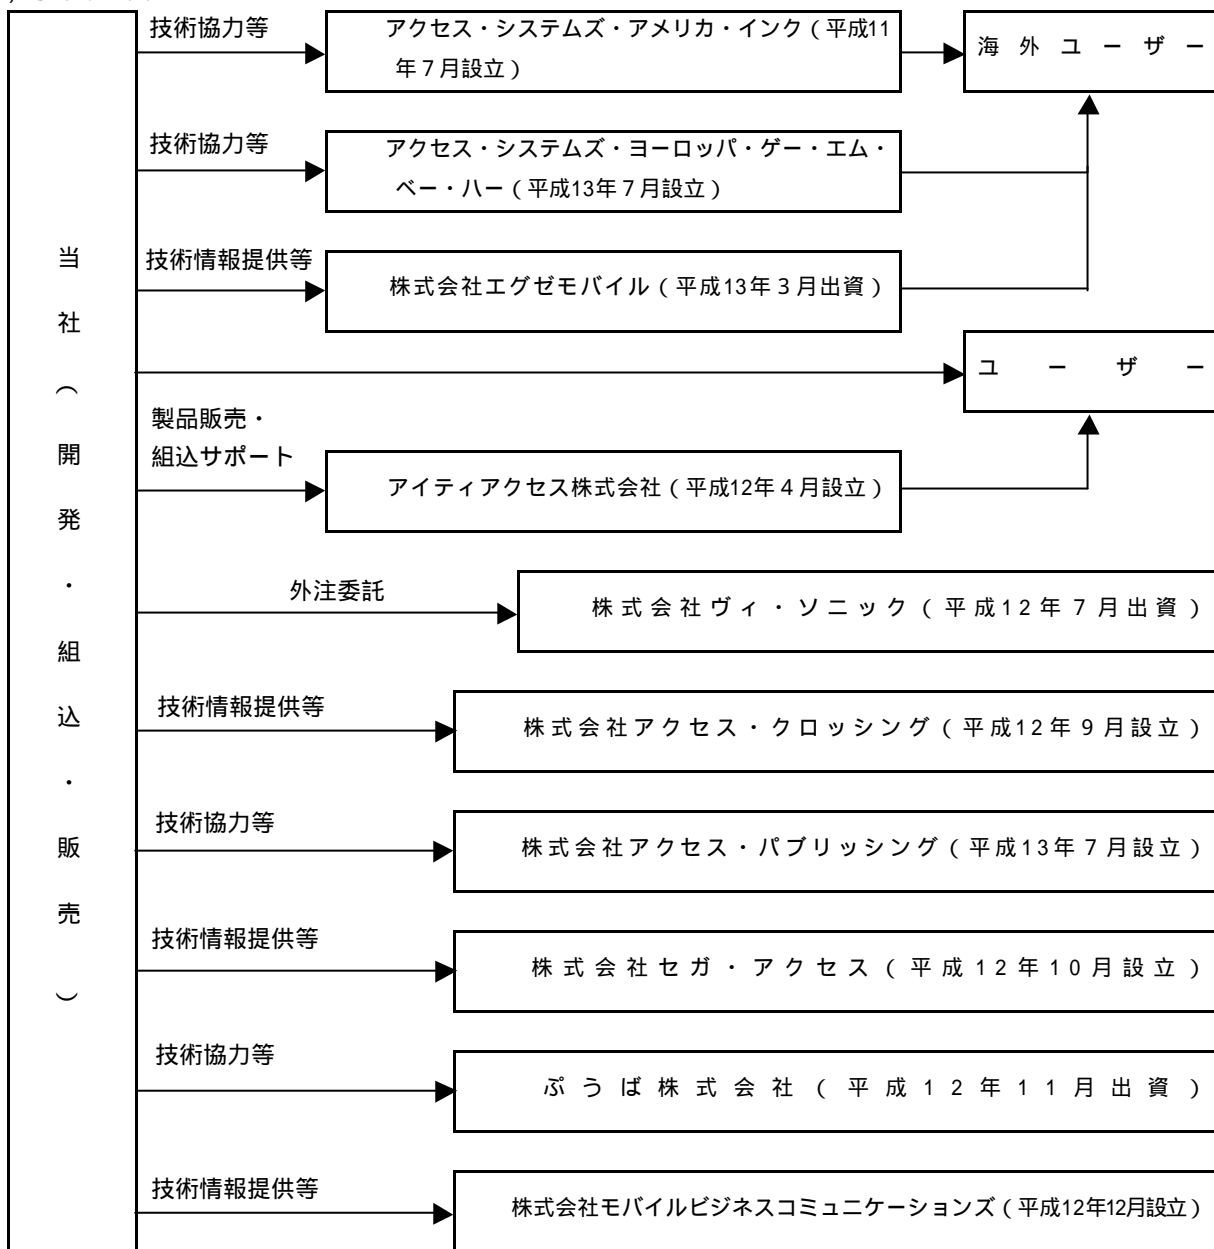 技術協力等
アクセス・システムズ・アメリカ・インク（平成11
年７月設立）
海外ユーザー
技術協力等
アクセス・システムズ・ヨーロッパ・ゲー・エム・
ベー・ハー（平成13年７月設立）
当社（開発・組込・販売）
技術情報提供等
株式会社エグゼモバイル（平成13年３月出資）
ユーザー
製品販売・
組込サポート
アイティアクセス株式会社（平成12年４月設立）
外注委託
株式会社ヴィ・ソニック（平成12年７月出資）
技術情報提供等
株式会社アクセス・クロッシング（平成12年９月設立）
技術協力等
株式会社アクセス・パブリッシング（平成13年７月設立）
技術情報提供等
株式会社セガ・アクセス（平成12年10月設立）
技術協力等
ぷうば株式会社（平成12年11月出資）
技術情報提供等
株式会社モバイルビジネスコミュニケーションズ（平成12年12月設立）